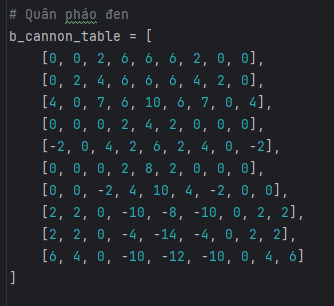 # Quân pháo đen
b_cannon_table = [
[0, 0, 2, 6, 6, 6, 2, 0, 0],
[0, 2, 4, 6, 6, 6, 4, 2, 0],
[4, 0, 7, 6, 10, 6, 7, 0, 4],
[0, 0, 0, 2, 4, 2, 0, 0, 0],
[-2, 0, 4, 2, 6, 2, 4, 0, -2],
[0, 0, 0, 2, 8, 2, 0, 0, 0],
[0, 0, -2, 4, 10, 4, -2, 0, 0],
[2, 2, 0, -10, -8, -10, 0, 2, 2],
[2, 2, 0, -4, -14, -4, 0, 2, 2],
[6, 4, 0, -10, -12, -10, 0, 4, 6]
]